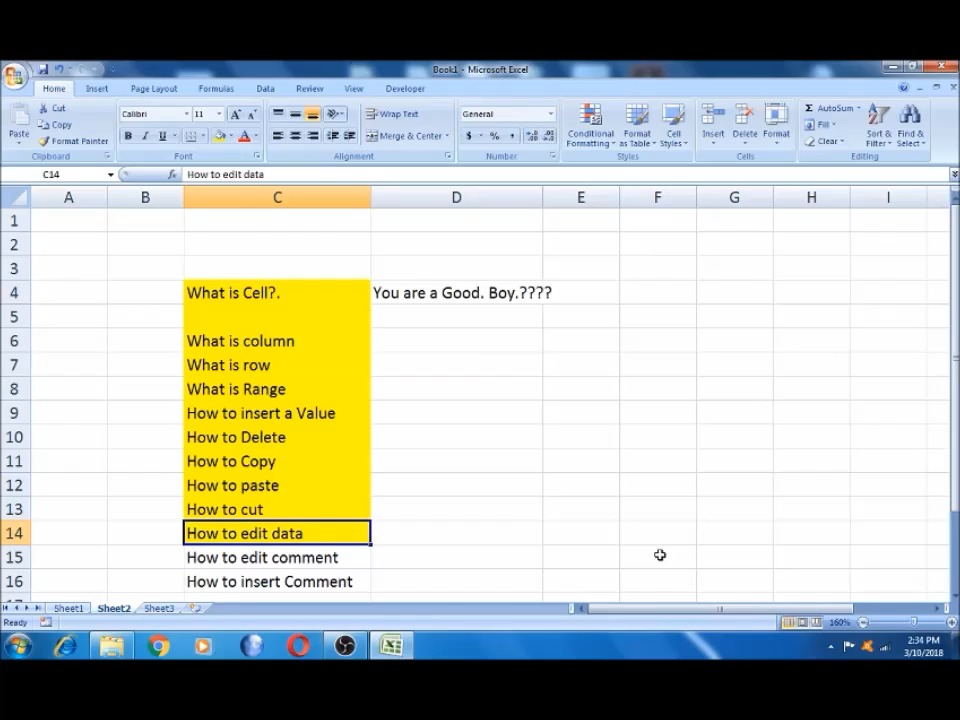 Book1 - Microsoft Excel
Home Insert Page Layout Formulas Data Review View Developer
Paste Cut Copy Format Painter Clipboard
Calibri 11 A A B I U A Font
Wrap Text Merge & Center Alignment
General $ % , Number
Conditional Formatting Format as Table Cell Styles Styles
Insert Delete Format Cells
Σ AutoSum Fill Clear Sort & Filter Find & Select Editing
C14 fx How to edit data
A B C D E F G H I
1
2
3
4 What is Cell?. You are a Good. Boy.????
5
6 What is column
7 What is row
8 What is Range
9 How to insert a Value
10 How to Delete
11 How to Copy
12 How to paste
13 How to cut
14 How to edit data
15 How to edit comment
16 How to insert Comment
Sheet1 Sheet2 Sheet3
Ready 160%
2:34 PM
3/10/2018